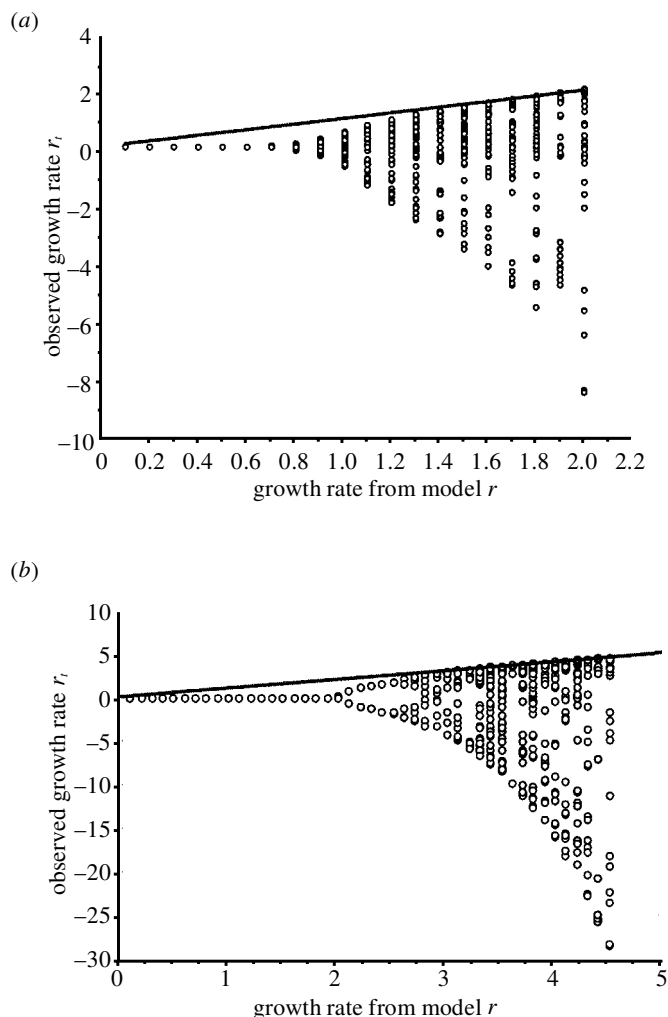 (a)
4
2
0
−2
−4
−6
−8
−10
observed growth rate r_t
0 0.2 0.4 0.6 0.8 1.0 1.2 1.4 1.6 1.8 2.0 2.2
growth rate from model r
(b)
10
5
0
−5
−10
−15
−20
−25
−30
observed growth rate r_t
0 1 2 3 4 5
growth rate from model r